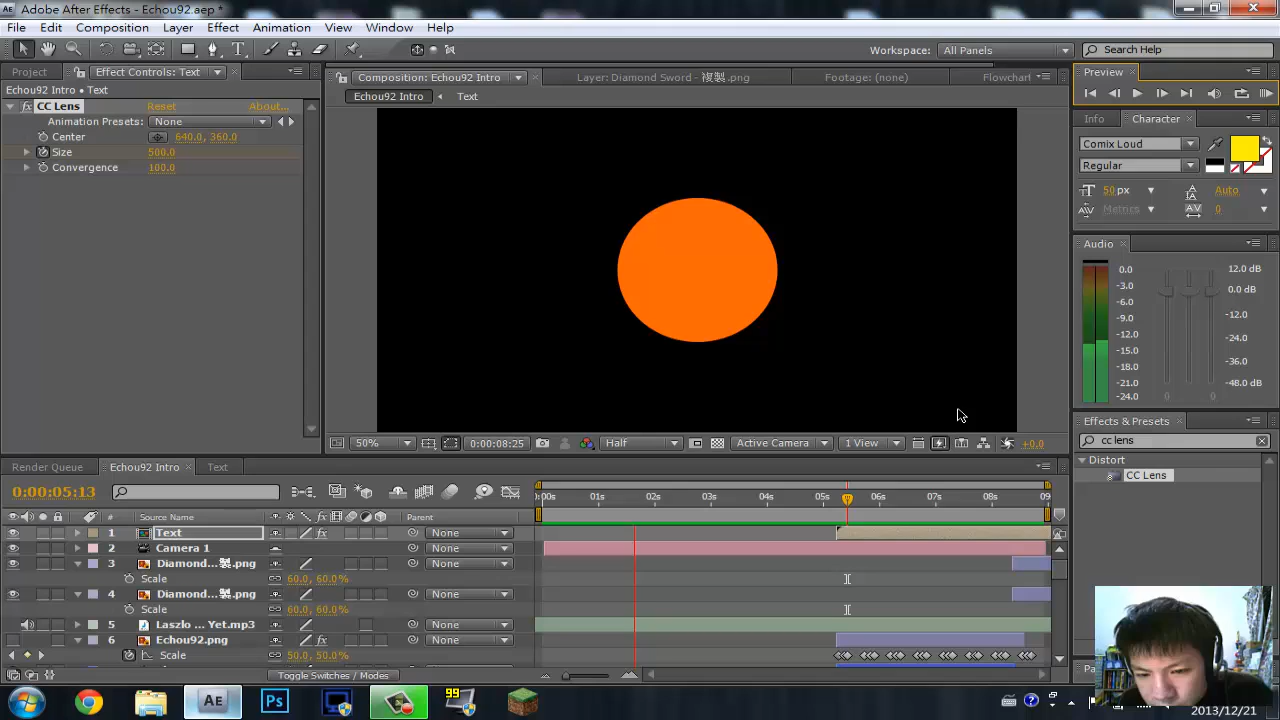 Adobe After Effects - Echou92.aep *
File Edit Composition Layer Effect Animation View Window Help
Workspace: All Panels
Search Help
Project Effect Controls: Text
Composition: Echou92 Intro
Layer: Diamond Sword - 複製.png
Footage: (none)
Flowchart
Preview
Echou92 Intro • Text
Echou92 Intro Text
CC Lens Reset About...
Animation Presets: None
Center 640.0, 360.0
Size 500.0
Convergence 100.0
Info Character
Comix Loud
Regular
50 px Auto
Metrics 0
Audio
0.0
-3.0
-6.0
-9.0
-12.0
-15.0
-18.0
-21.0
-24.0
12.0 dB
0.0 dB
-12.0
-24.0
-36.0
-48.0 dB
Effects & Presets
cc lens
Distort
CC Lens
50% 0:00:08:25 Half Active Camera 1 View +0.0
Render Queue Echou92 Intro Text
0:00:05:13
0:00s 01s 02s 03s 04s 05s 06s 07s 08s 09
Source Name Parent
1 Text None
2 Camera 1 None
3 Diamond...製.png None
Scale 60.0, 60.0%
4 Diamond...製.png None
Scale 60.0, 60.0%
5 Laszlo ... Yet.mp3 None
6 Echou92.png None
Scale 50.0, 50.0%
Toggle Switches / Modes
Ae Ps 99
2013/12/21